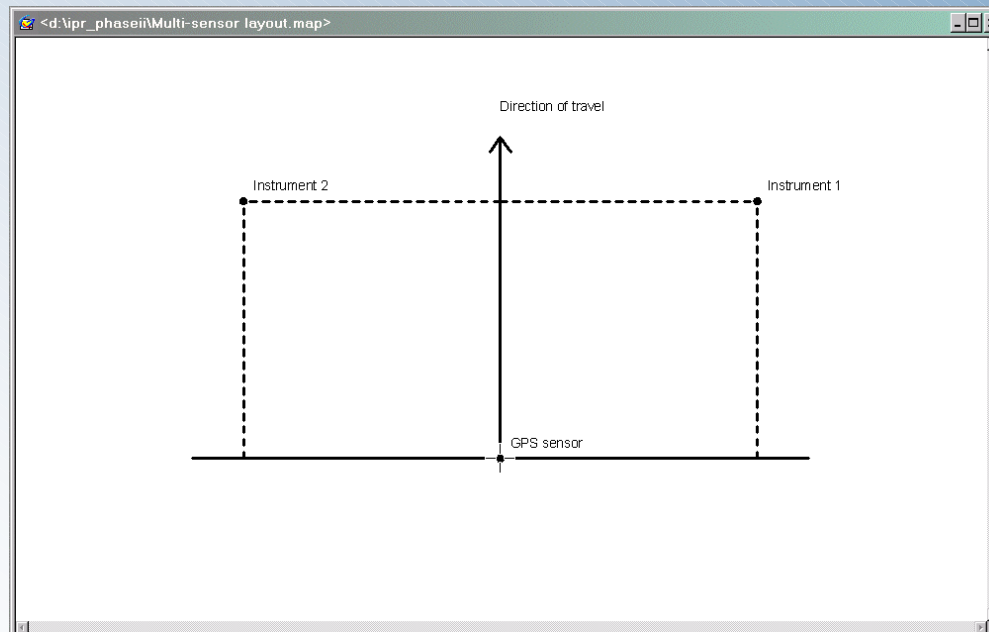 <d:\ipr_phaseii\Multi-sensor layout.map>
Direction of travel
Instrument 2
Instrument 1
GPS sensor